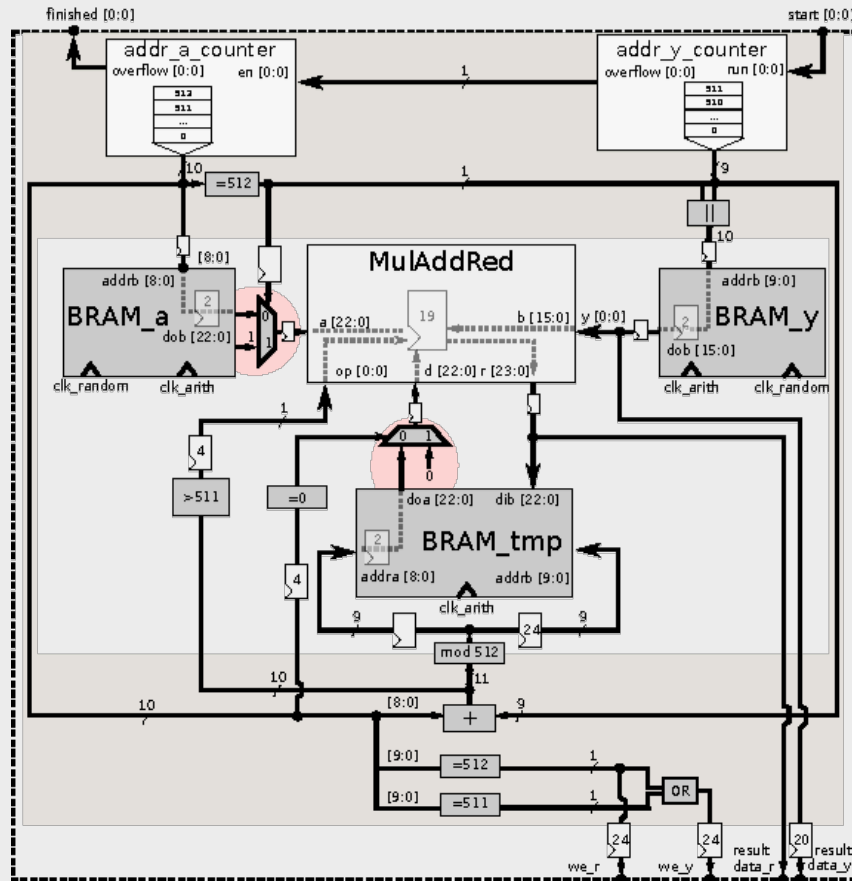 finished [0:0]
start [0:0]
addr_a_counter
overflow [0:0]
en [0:0]
512
511
...
0
addr_y_counter
overflow [0:0]
run [0:0]
511
510
...
0
1
10
=512
1
9
||
10
[8:0]
addrb [8:0]
2
BRAM_a
dob [22:0]
clk_random
clk_arith
0
1
1
MulAddRed
19
a [22:0]
b [15:0]
y [0:0]
op [0:0]
d [22:0]
r [23:0]
addrb [9:0]
2
BRAM_y
dob [15:0]
clk_arith
clk_random
1
4
>511
=0
4
0
1
0
doa [22:0]
dib [22:0]
2
BRAM_tmp
addra [8:0]
addrb [9:0]
clk_arith
9
24
9
mod 512
10
11
10
[8:0]
+
9
[9:0]
=512
1
[9:0]
=511
1
OR
24
24
20
we_r
we_y
result
data_r
result
data_y